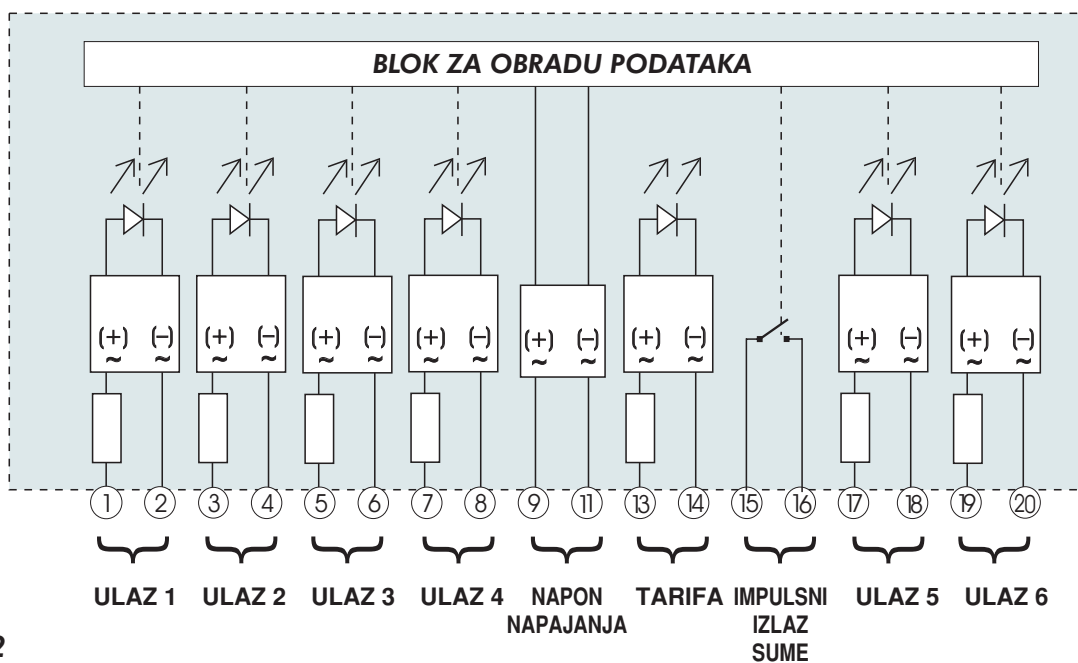 BLOK ZA OBRADU PODATAKA
(+) (–) (+) (–) (+) (–) (+) (–) (+) (–) (+) (–) (+) (–) (+) (–)
~ ~ ~ ~ ~ ~ ~ ~ ~ ~ ~ ~ ~ ~ ~ ~
1 2 3 4 5 6 7 8 9 11 13 14 15 16 17 18 19 20
ULAZ 1 ULAZ 2 ULAZ 3 ULAZ 4 NAPON TARIFA IMPULSNI ULAZ 5 ULAZ 6
NAPAJANJA IZLAZ
SUME
2